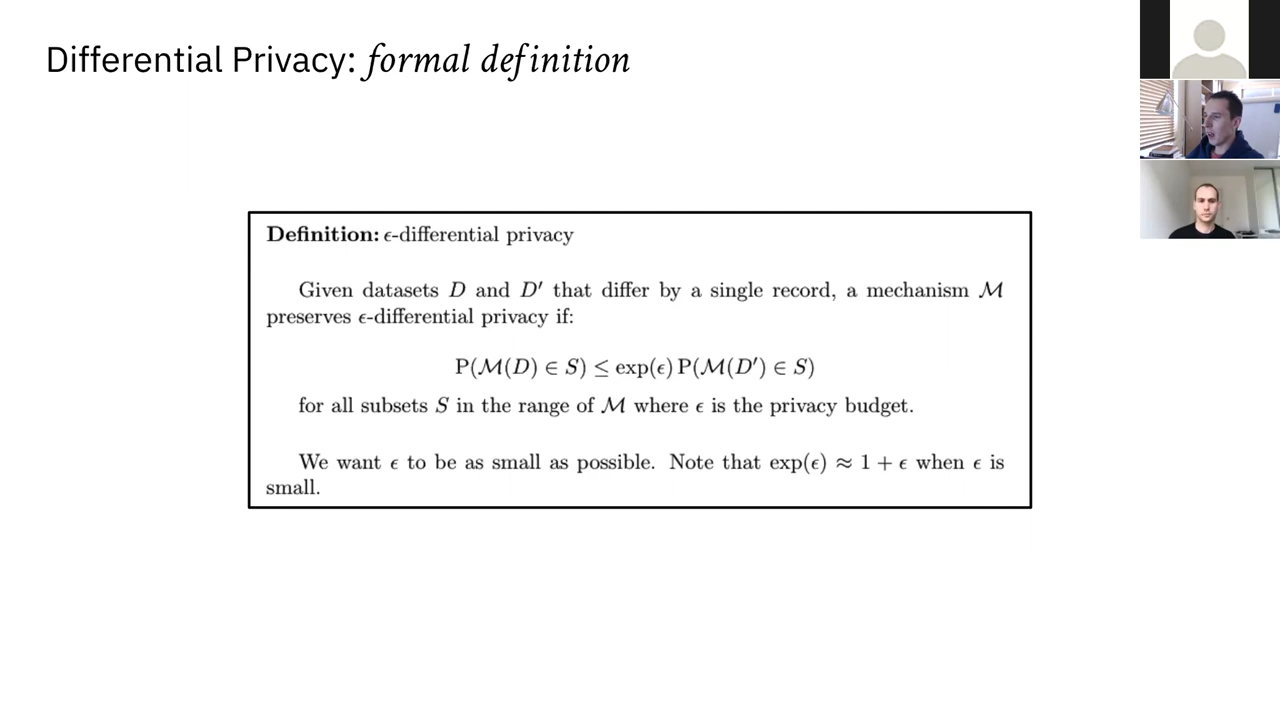 Differential Privacy: formal definition
Definition: ϵ-differential privacy
Given datasets D and D′ that differ by a single record, a mechanism ℳ
preserves ϵ-differential privacy if:
P(ℳ(D) ∈ S) ≤ exp(ϵ) P(ℳ(D′) ∈ S)
for all subsets S in the range of ℳ where ϵ is the privacy budget.
We want ϵ to be as small as possible. Note that exp(ϵ) ≈ 1 + ϵ when ϵ is
small.